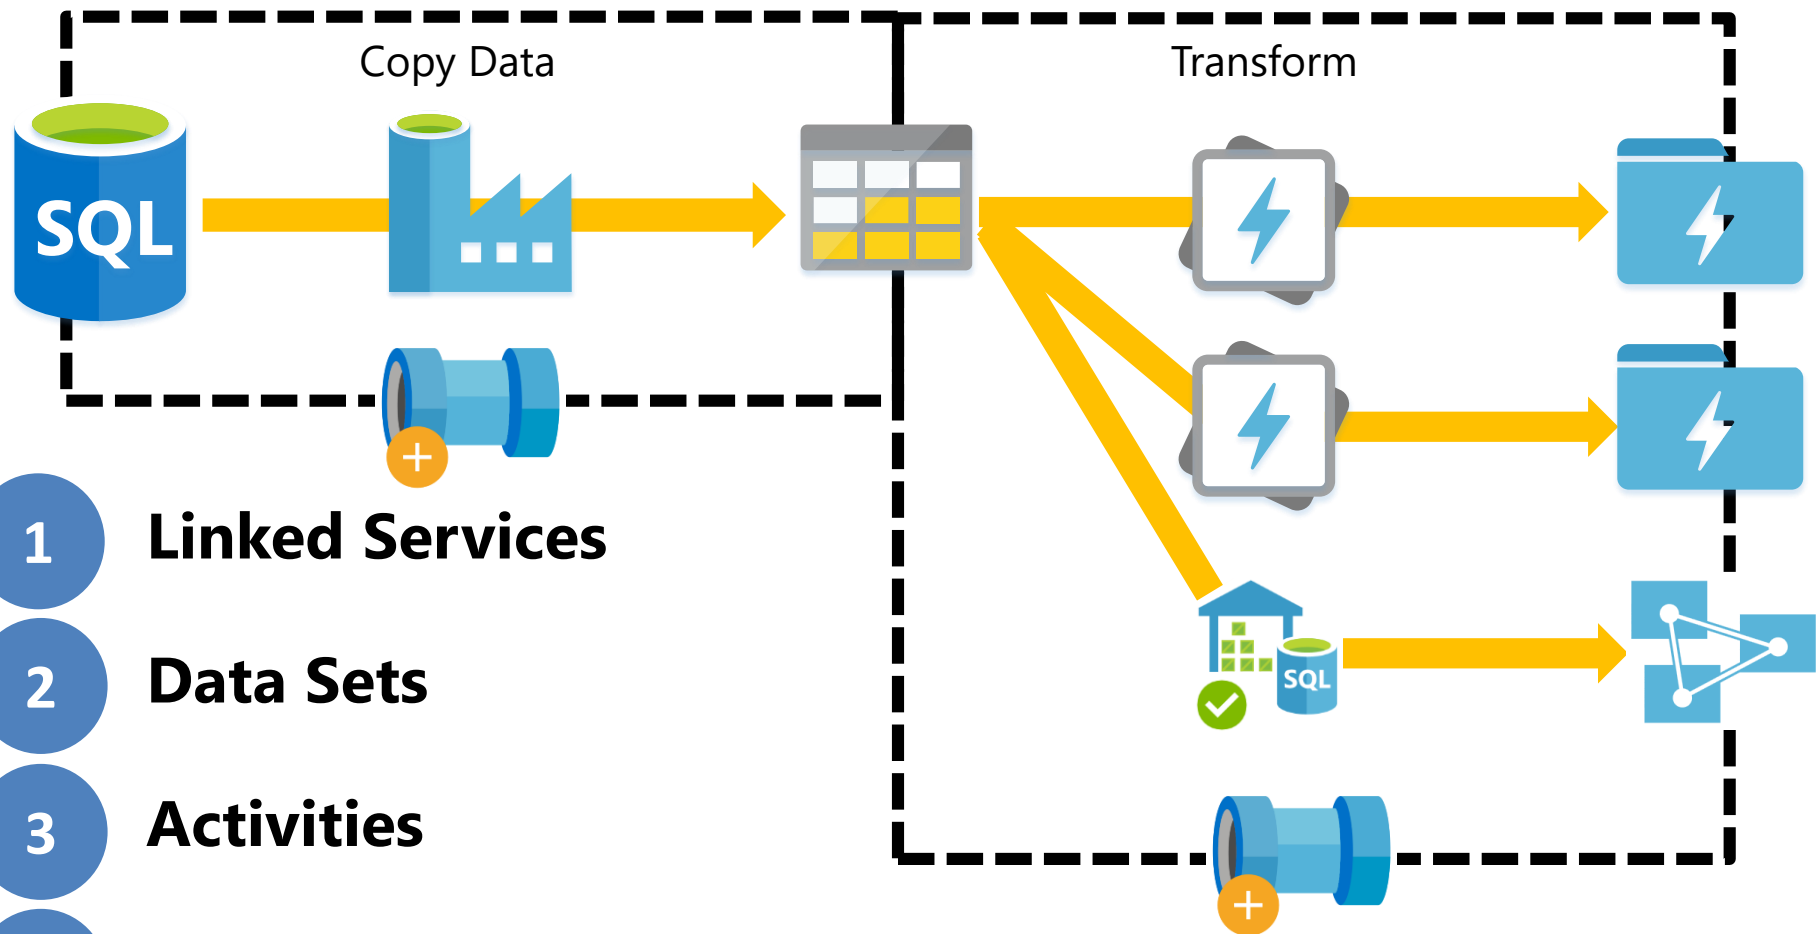 Copy Data
Transform
SQL
1 Linked Services
SQL
2 Data Sets
3 Activities